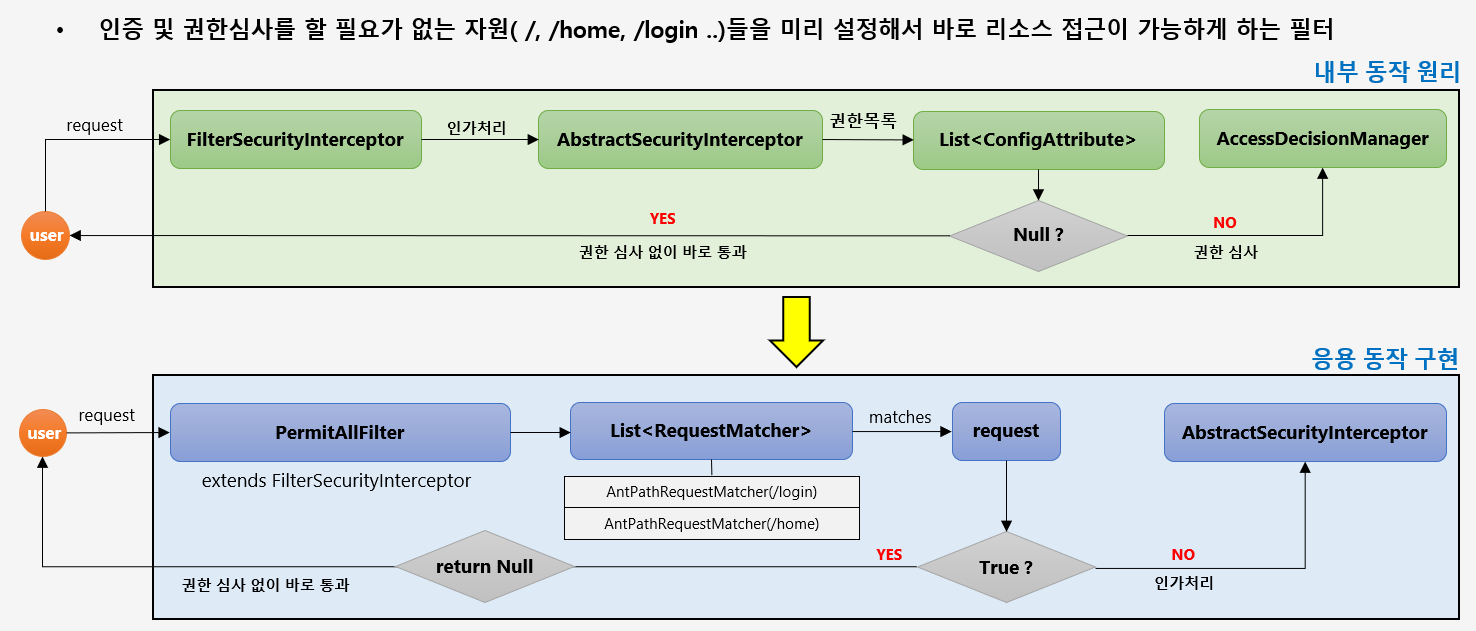 • 인증 및 권한심사를 할 필요가 없는 자원( /, /home, /login ..)들을 미리 설정해서 바로 리소스 접근이 가능하게 하는 필터
내부 동작 원리
request
FilterSecurityInterceptor
인가처리
AbstractSecurityInterceptor
권한목록
List<ConfigAttribute>
AccessDecisionManager
user
YES
권한 심사 없이 바로 통과
Null ?
NO
권한 심사
응용 동작 구현
user
request
PermitAllFilter
extends FilterSecurityInterceptor
List<RequestMatcher>
AntPathRequestMatcher(/login)
AntPathRequestMatcher(/home)
matches
request
AbstractSecurityInterceptor
권한 심사 없이 바로 통과
return Null
YES
True ?
NO
인가처리